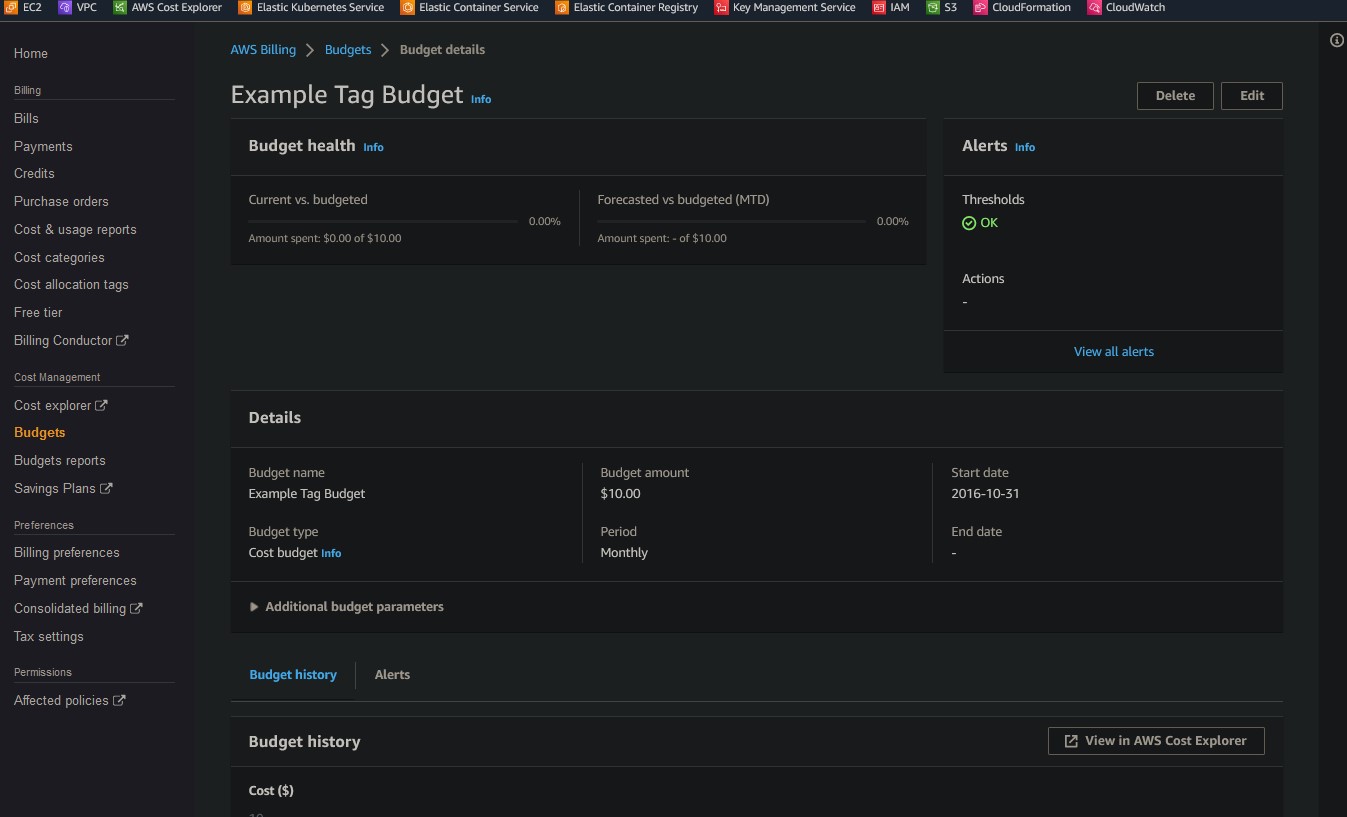 EC2 VPC AWS Cost Explorer Elastic Kubernetes Service Elastic Container Service Elastic Container Registry Key Management Service IAM S3 CloudFormation CloudWatch
Home
Billing
Bills
Payments
Credits
Purchase orders
Cost & usage reports
Cost categories
Cost allocation tags
Free tier
Billing Conductor
Cost Management
Cost explorer
Budgets
Budgets reports
Savings Plans
Preferences
Billing preferences
Payment preferences
Consolidated billing
Tax settings
Permissions
Affected policies
AWS Billing > Budgets > Budget details
Example Tag Budget Info
Delete Edit
Budget health Info
Current vs. budgeted
0.00%
Amount spent: $0.00 of $10.00
Forecasted vs budgeted (MTD)
0.00%
Amount spent: - of $10.00
Alerts Info
Thresholds
OK
Actions
-
View all alerts
Details
Budget name
Example Tag Budget
Budget type
Cost budget Info
Budget amount
$10.00
Period
Monthly
Start date
2016-10-31
End date
-
Additional budget parameters
Budget history Alerts
Budget history
View in AWS Cost Explorer
Cost ($)